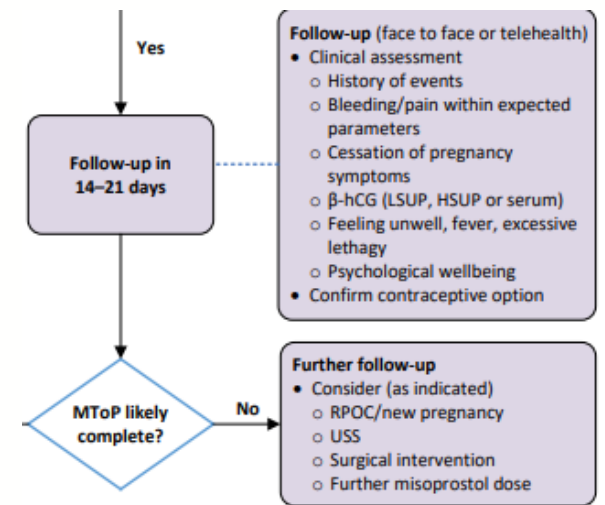 Yes
Follow-up in
14–21 days
Follow-up (face to face or telehealth)
• Clinical assessment
o History of events
o Bleeding/pain within expected
parameters
o Cessation of pregnancy
symptoms
o β-hCG (LSUP, HSUP or serum)
o Feeling unwell, fever, excessive
lethagy
o Psychological wellbeing
• Confirm contraceptive option
MToP likely
complete?
No
Further follow-up
• Consider (as indicated)
o RPOC/new pregnancy
o USS
o Surgical intervention
o Further misoprostol dose